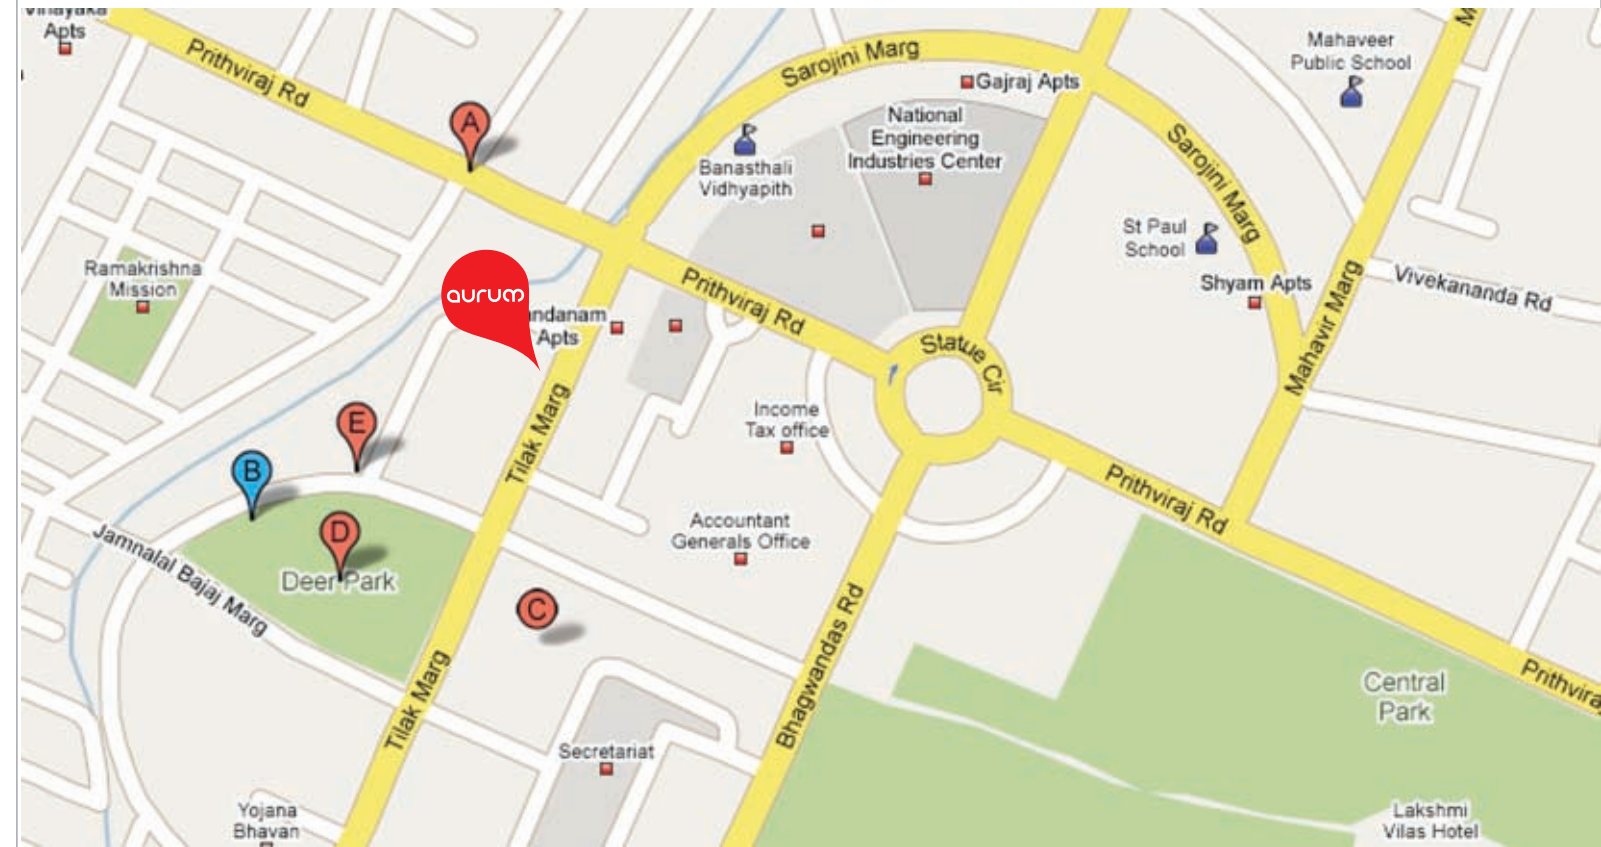 Vinayaka
Apts
Prithviraj Rd
A
Sarojini Marg
Gajraj Apts
Mahaveer
Public School
M
National
Engineering
Industries Center
Banasthali
Vidhyapith
Sarojini Marg
St Paul
School
Shyam Apts
Vivekananda Rd
Ramakrishna
Mission
aurum
andanam
Apts
Prithviraj Rd
Statue Cir
Mahavir Marg
Tilak Marg
Income
Tax office
E
B
D
Deer Park
Prithviraj Rd
Accountant
Generals Office
Jamnalal Bajaj Marg
C
Bhagwandas Rd
Tilak Marg
Central
Park
Prithvira
Secretariat
Yojana
Bhavan
Lakshmi
Vilas Hotel